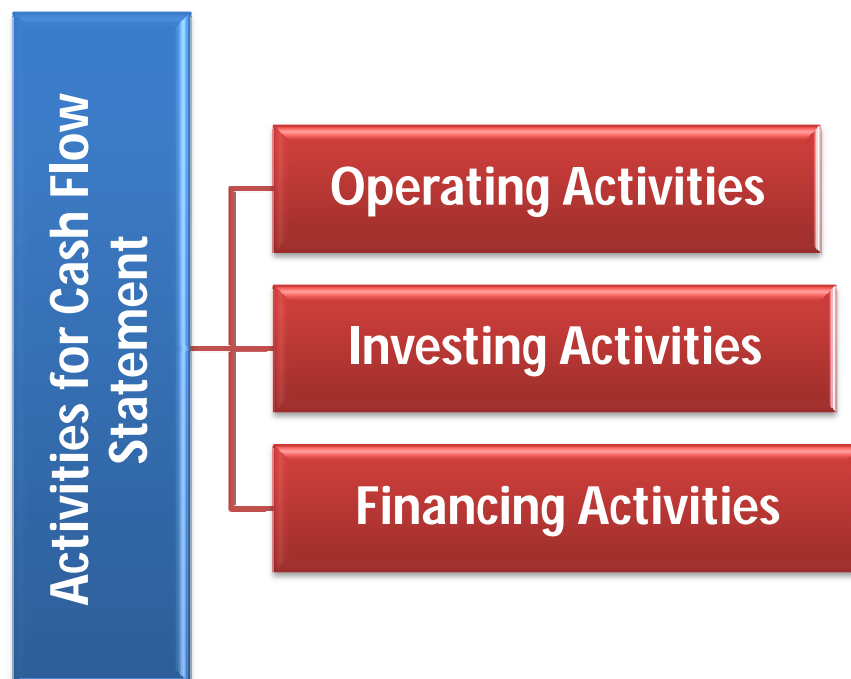 Activities for Cash Flow
Statement
Operating Activities
Investing Activities
Financing Activities